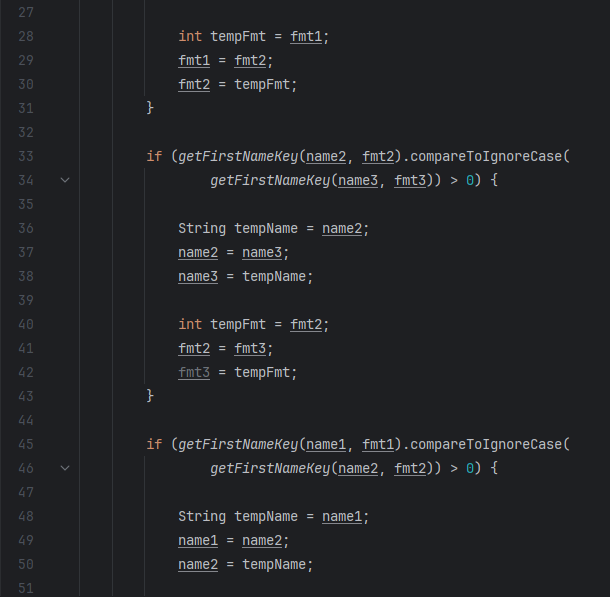 27
28 int tempFmt = fmt1;
29 fmt1 = fmt2;
30 fmt2 = tempFmt;
31 }
32
33 if (getFirstNameKey(name2, fmt2).compareToIgnoreCase(
34 getFirstNameKey(name3, fmt3)) > 0) {
35
36 String tempName = name2;
37 name2 = name3;
38 name3 = tempName;
39
40 int tempFmt = fmt2;
41 fmt2 = fmt3;
42 fmt3 = tempFmt;
43 }
44
45 if (getFirstNameKey(name1, fmt1).compareToIgnoreCase(
46 getFirstNameKey(name2, fmt2)) > 0) {
47
48 String tempName = name1;
49 name1 = name2;
50 name2 = tempName;
51